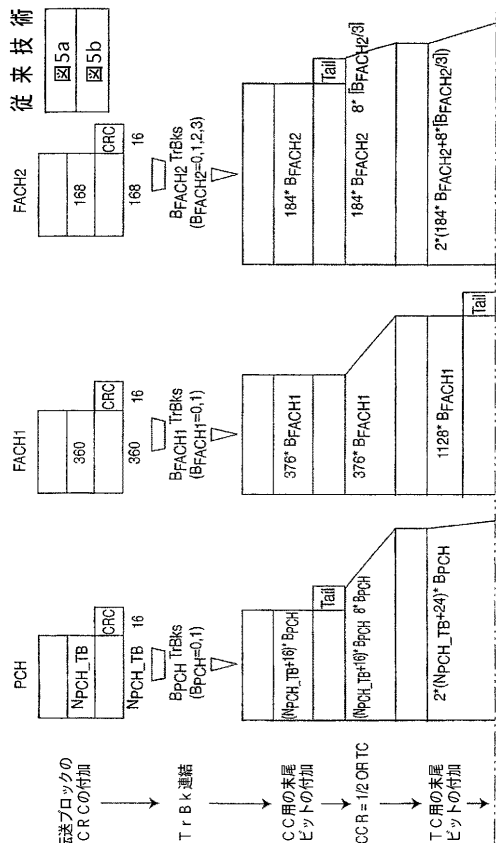 従来技術
図5a
図5b
PCH
FACH1
FACH2
転送ブロックの
CRCの付加
NPCH_TB
CRC
NPCH_TB
16
360
CRC
360
16
168
CRC
168
16
TrBk連結
BPCH TrBks
(BPCH=0,1)
BFACH1 TrBks
(BFACH1=0,1)
BFACH2 TrBks
(BFACH2=0,1,2,3)
CC用の末尾
ビットの付加
(NPCH_TB+16)* BPCH
Tail
(NPCH_TB+16)* BPCH 8* BPCH
376* BFACH1
376* BFACH1
184* BFACH2
Tail
184* BFACH2 8* ⌈BFACH2/3⌉
CC R = 1/2 OR TC
2*(NPCH_TB+24)* BPCH
1128* BFACH1
2*(184* BFACH2+8*⌈BFACH2/3⌉)
TC用の末尾
ビットの付加
Tail